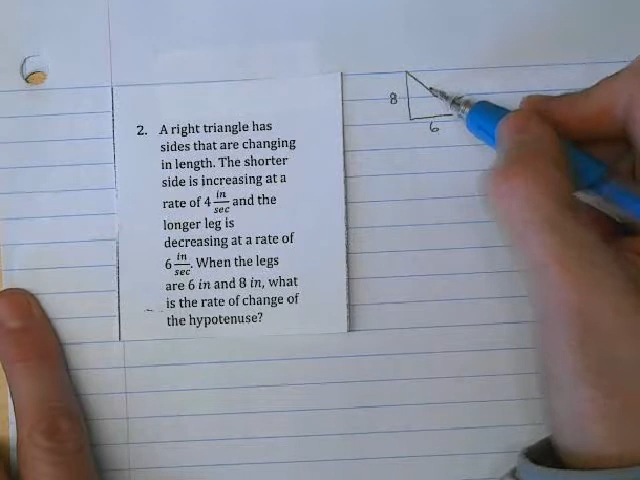 2. A right triangle has
sides that are changing
in length. The shorter
side is increasing at a
rate of 4 in/sec and the
longer leg is
decreasing at a rate of
6 in/sec. When the legs
are 6 in and 8 in, what
is the rate of change of
the hypotenuse?
8
6